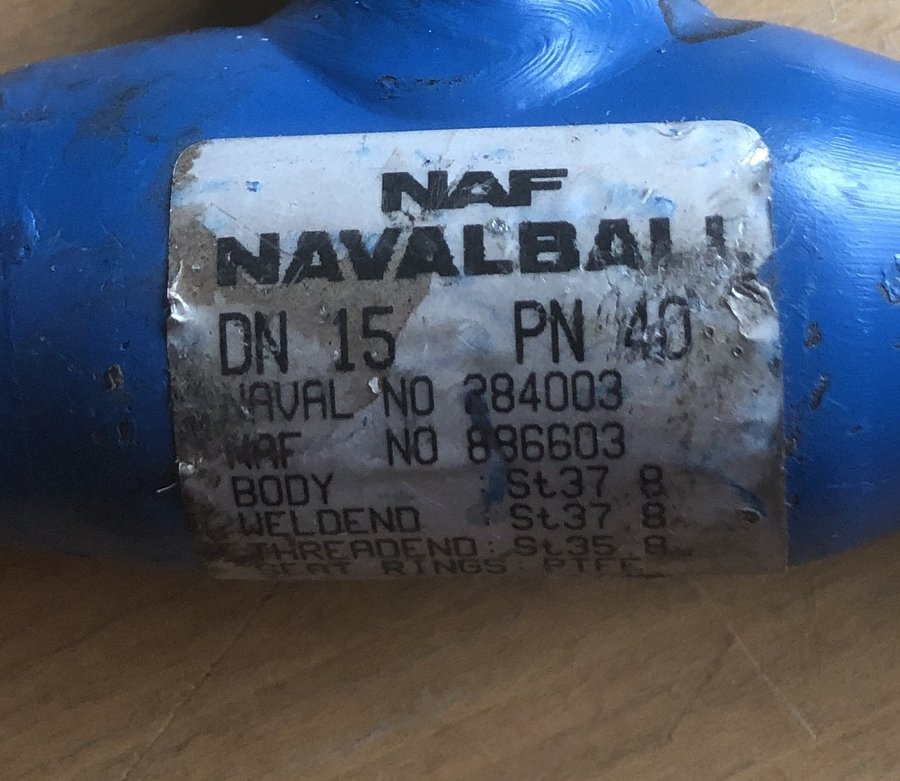 NAF
NAVALBALL
DN 15 PN 40
NAVAL NO 284003
NAF NO 886603
BODY : St37 8
WELDEND : St37 8
THREADEND: St35 8
SEAT RINGS: PTFE